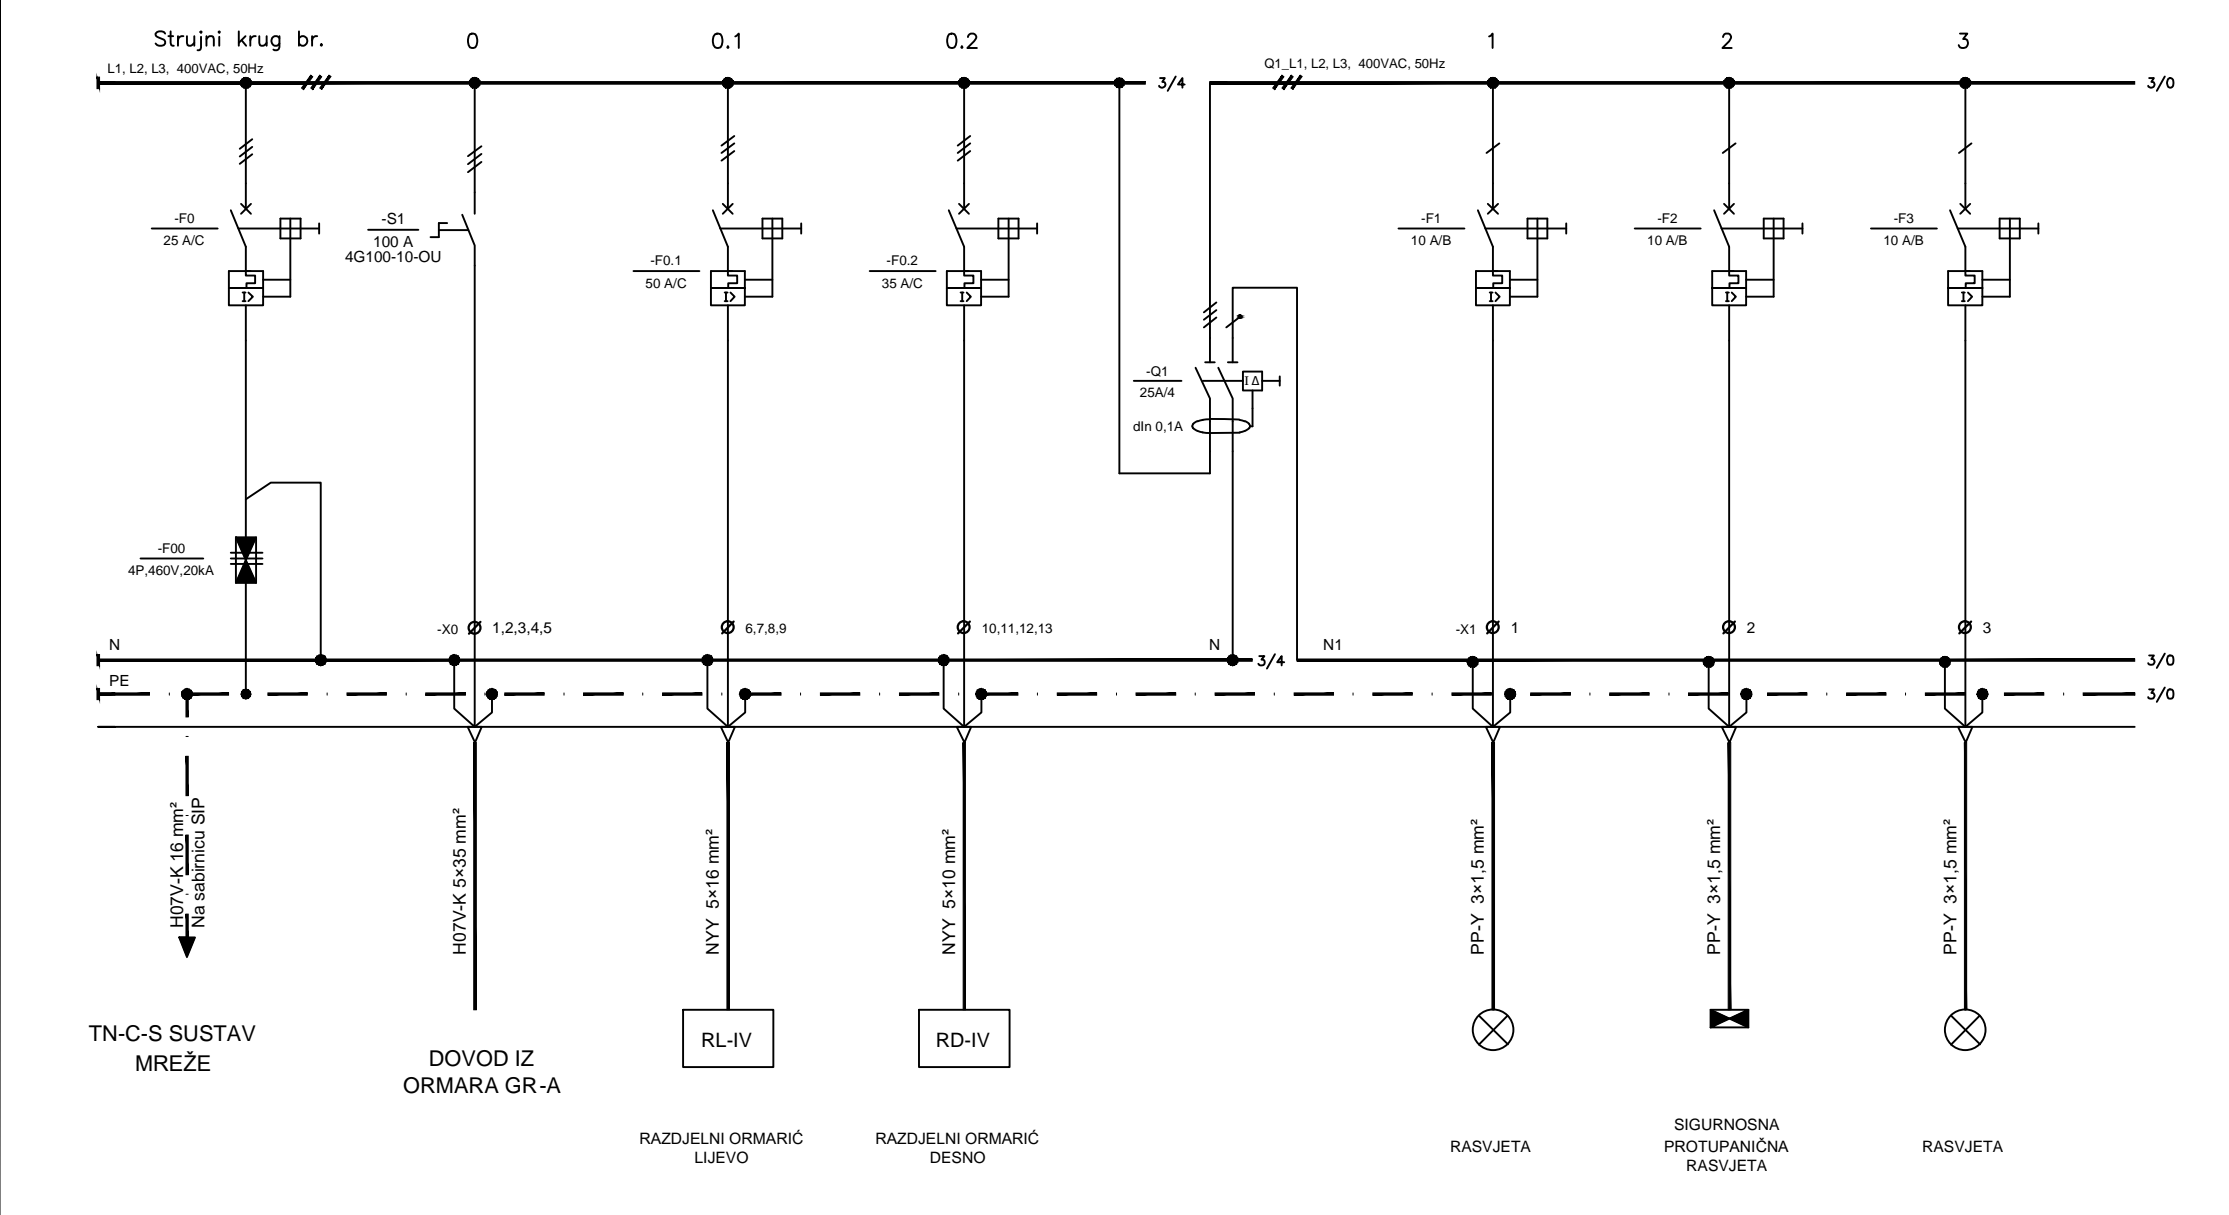 Strujni krug br.
0
0.1
0.2
1
2
3
L1, L2, L3, 400VAC, 50Hz
3/4
Q1_L1, L2, L3, 400VAC, 50Hz
3/0
-F0
25 A/C
-S1
100 A
4G100-10-OU
-F0.1
50 A/C
-F0.2
35 A/C
-F1
10 A/B
-F2
10 A/B
-F3
10 A/B
I>
I>
I>
I>
I>
I>
-Q1
25A/4
I Δ
dIn 0,1A
-F00
4P,460V,20kA
-X0
1,2,3,4,5
6,7,8,9
10,11,12,13
-X1
1
2
3
N
N
3/4
N1
3/0
PE
3/0
H07V-K 16 mm²
Na sabirnicu SIP
H07V-K 5×35 mm²
NYY 5×16 mm²
NYY 5×10 mm²
PP-Y 3×1,5 mm²
PP-Y 3×1,5 mm²
PP-Y 3×1,5 mm²
TN-C-S SUSTAV
MREŽE
DOVOD IZ
ORMARA GR-A
RL-IV
RD-IV
RAZDJELNI ORMARIĆ
LIJEVO
RAZDJELNI ORMARIĆ
DESNO
RASVJETA
SIGURNOSNA
PROTUPANIČNA
RASVJETA
RASVJETA